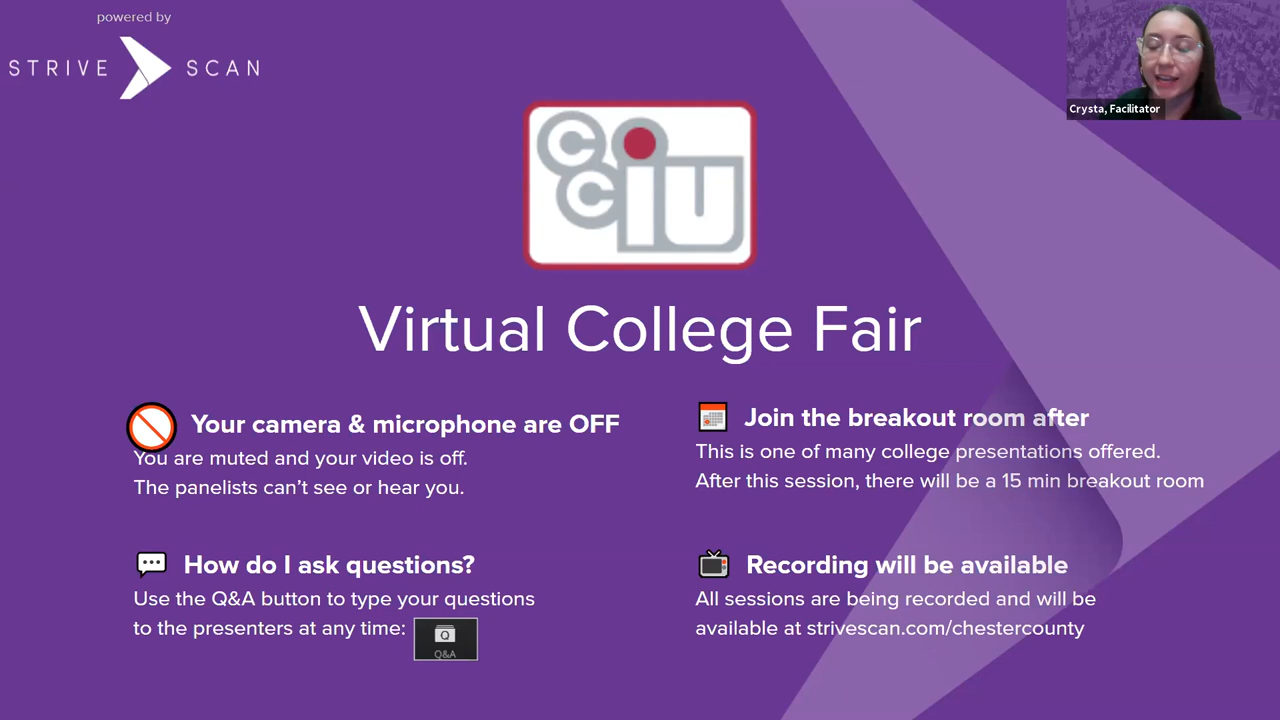 powered by
STRIVE SCAN
Crysta, Facilitator
cciu
Virtual College Fair
Your camera & microphone are OFF
You are muted and your video is off.
The panelists can't see or hear you.
Join the breakout room after
This is one of many college presentations offered.
After this session, there will be a 15 min breakout room
How do I ask questions?
Use the Q&A button to type your questions
to the presenters at any time:
Q
Q&A
Recording will be available
All sessions are being recorded and will be
available at strivescan.com/chestercounty